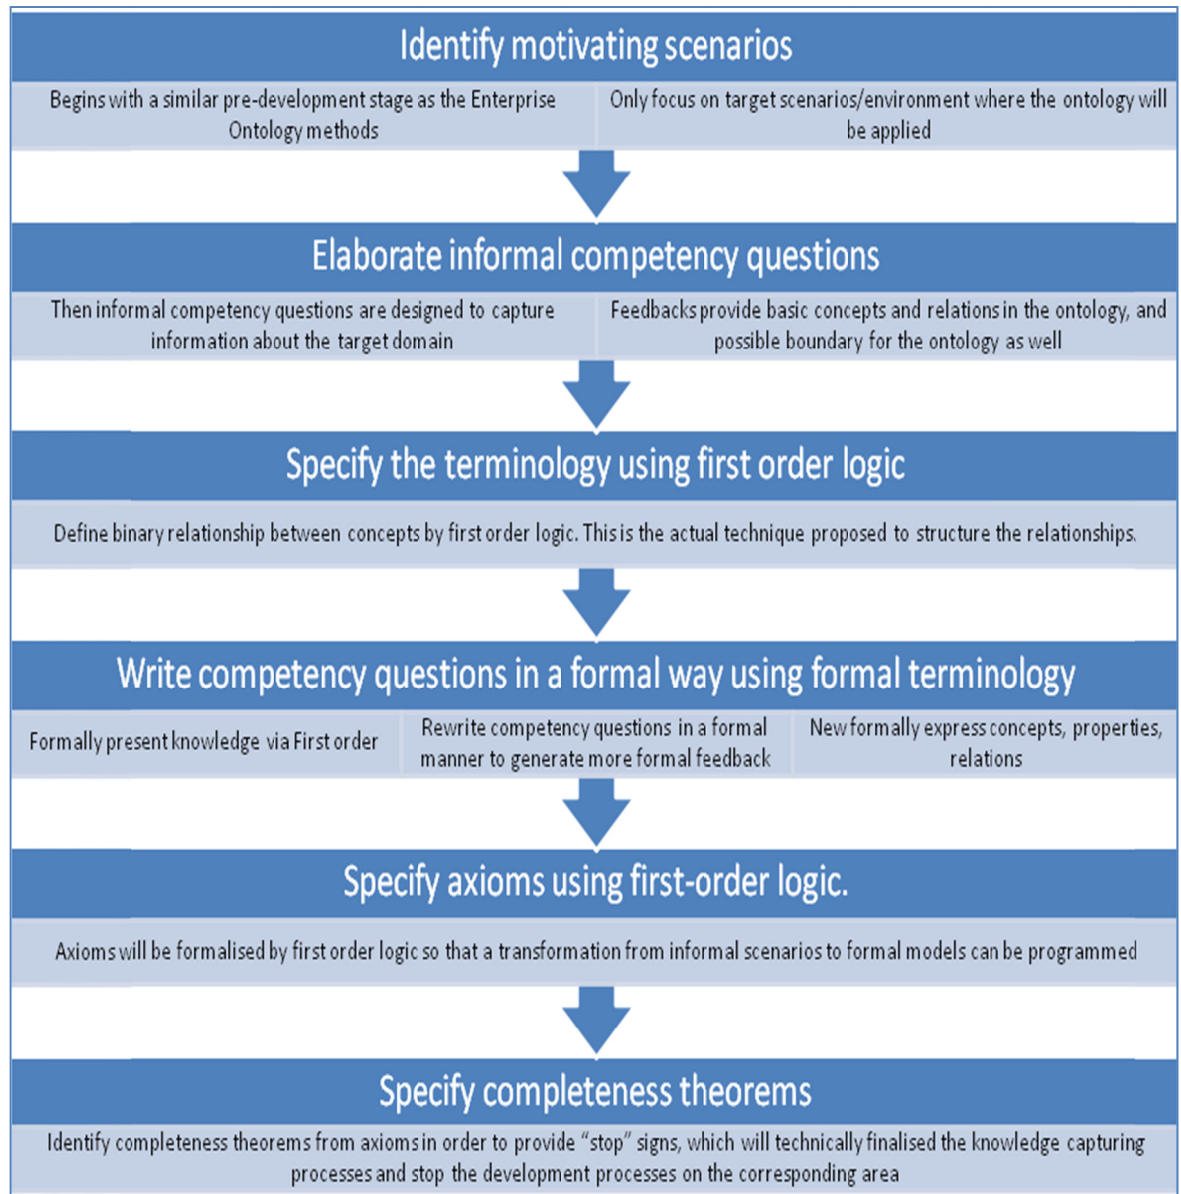 Identify motivating scenarios
Begins with a similar pre-development stage as the Enterprise
Ontology methods
Only focus on target scenarios/environment where the ontology will
be applied
Elaborate informal competency questions
Then informal competency questions are designed to capture
information about the target domain
Feedbacks provide basic concepts and relations in the ontology, and
possible boundary for the ontology as well
Specify the terminology using first order logic
Define binary relationship between concepts by first order logic. This is the actual technique proposed to structure the relationships.
Write competency questions in a formal way using formal terminology
Formally present knowledge via First order
Rewrite competency questions in a formal
manner to generate more formal feedback
New formally express concepts, properties,
relations
Specify axioms using first-order logic.
Axioms will be formalised by first order logic so that a transformation from informal scenarios to formal models can be programmed
Specify completeness theorems
Identify completeness theorems from axioms in order to provide “stop” signs, which will technically finalised the knowledge capturing
processes and stop the development processes on the corresponding area